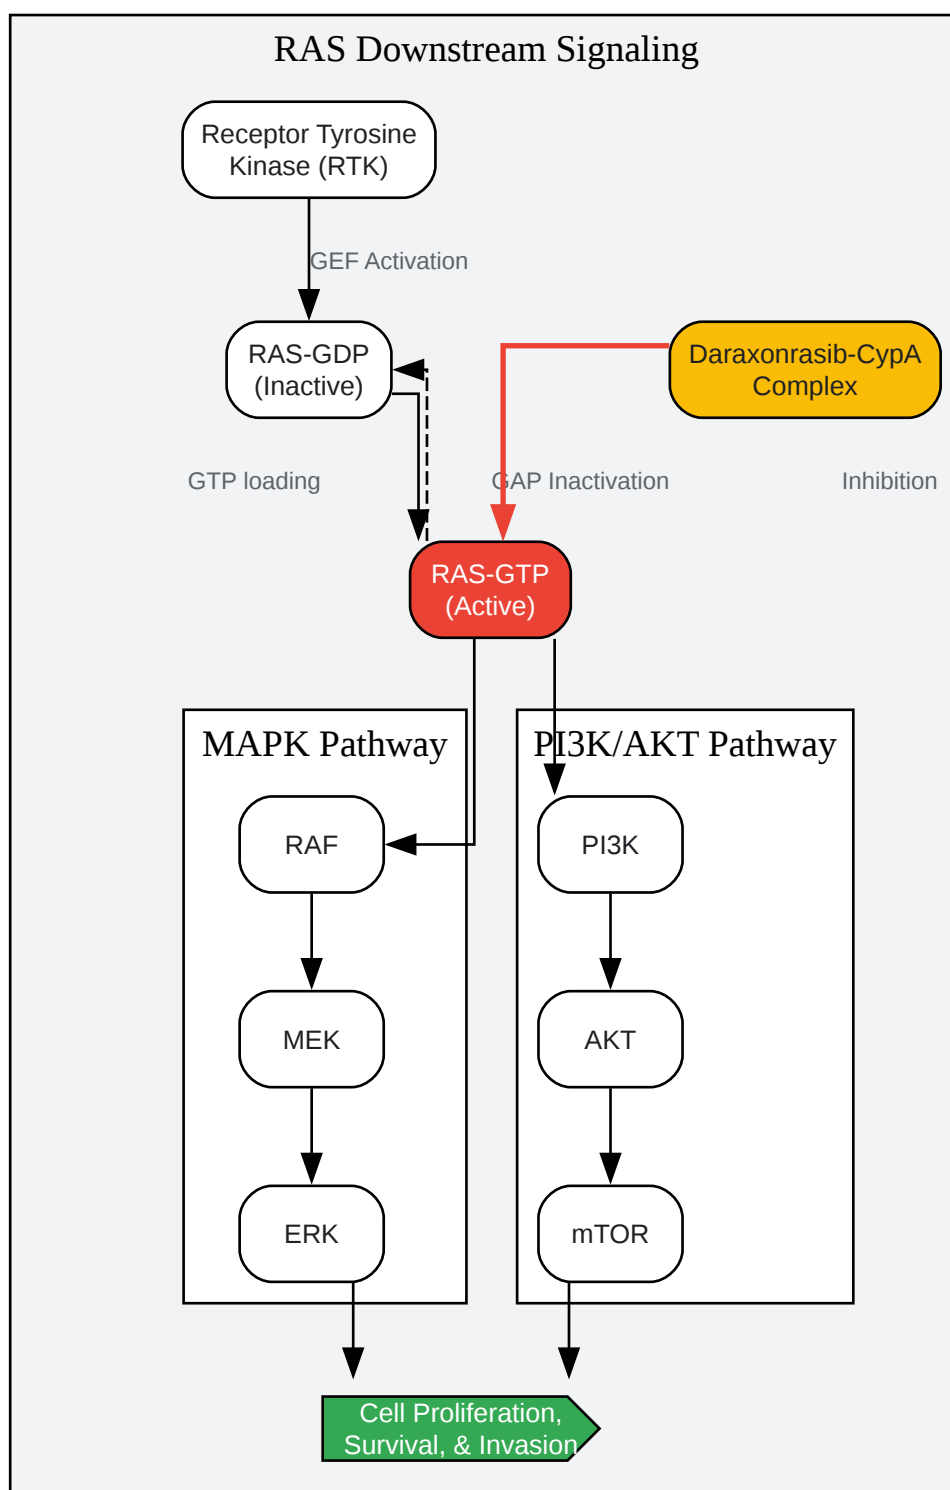 RAS Downstream Signaling
Receptor Tyrosine
Kinase (RTK)
GEF Activation
RAS-GDP
(Inactive)
Daraxonrasib-CypA
Complex
GTP loading
GAP Inactivation
Inhibition
RAS-GTP
(Active)
MAPK Pathway
PI3K/AKT Pathway
RAF
PI3K
MEK
AKT
ERK
mTOR
Cell Proliferation,
Survival, & Invasion